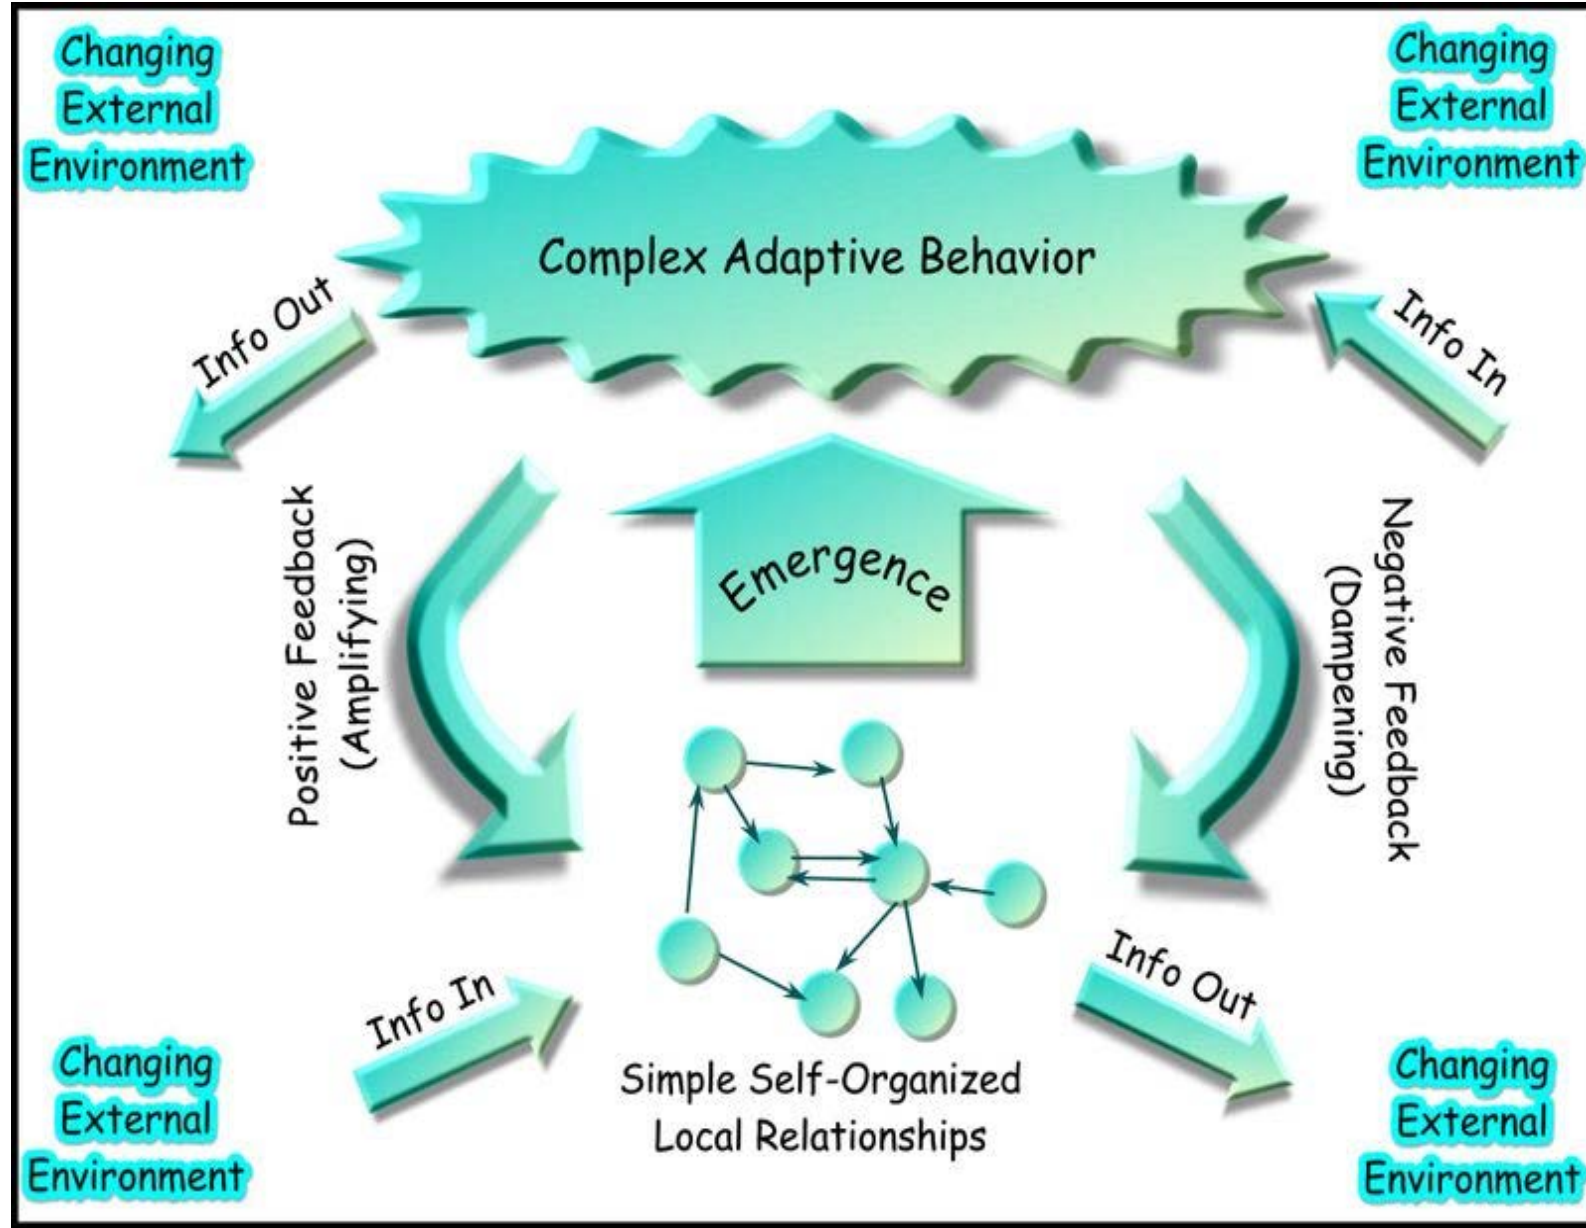 Changing
External
Environment
Changing
External
Environment
Complex Adaptive Behavior
Info Out
Info In
Positive Feedback
(Amplifying)
Emergence
Negative Feedback
(Dampening)
Info In
Info Out
Simple Self-Organized
Local Relationships
Changing
External
Environment
Changing
External
Environment